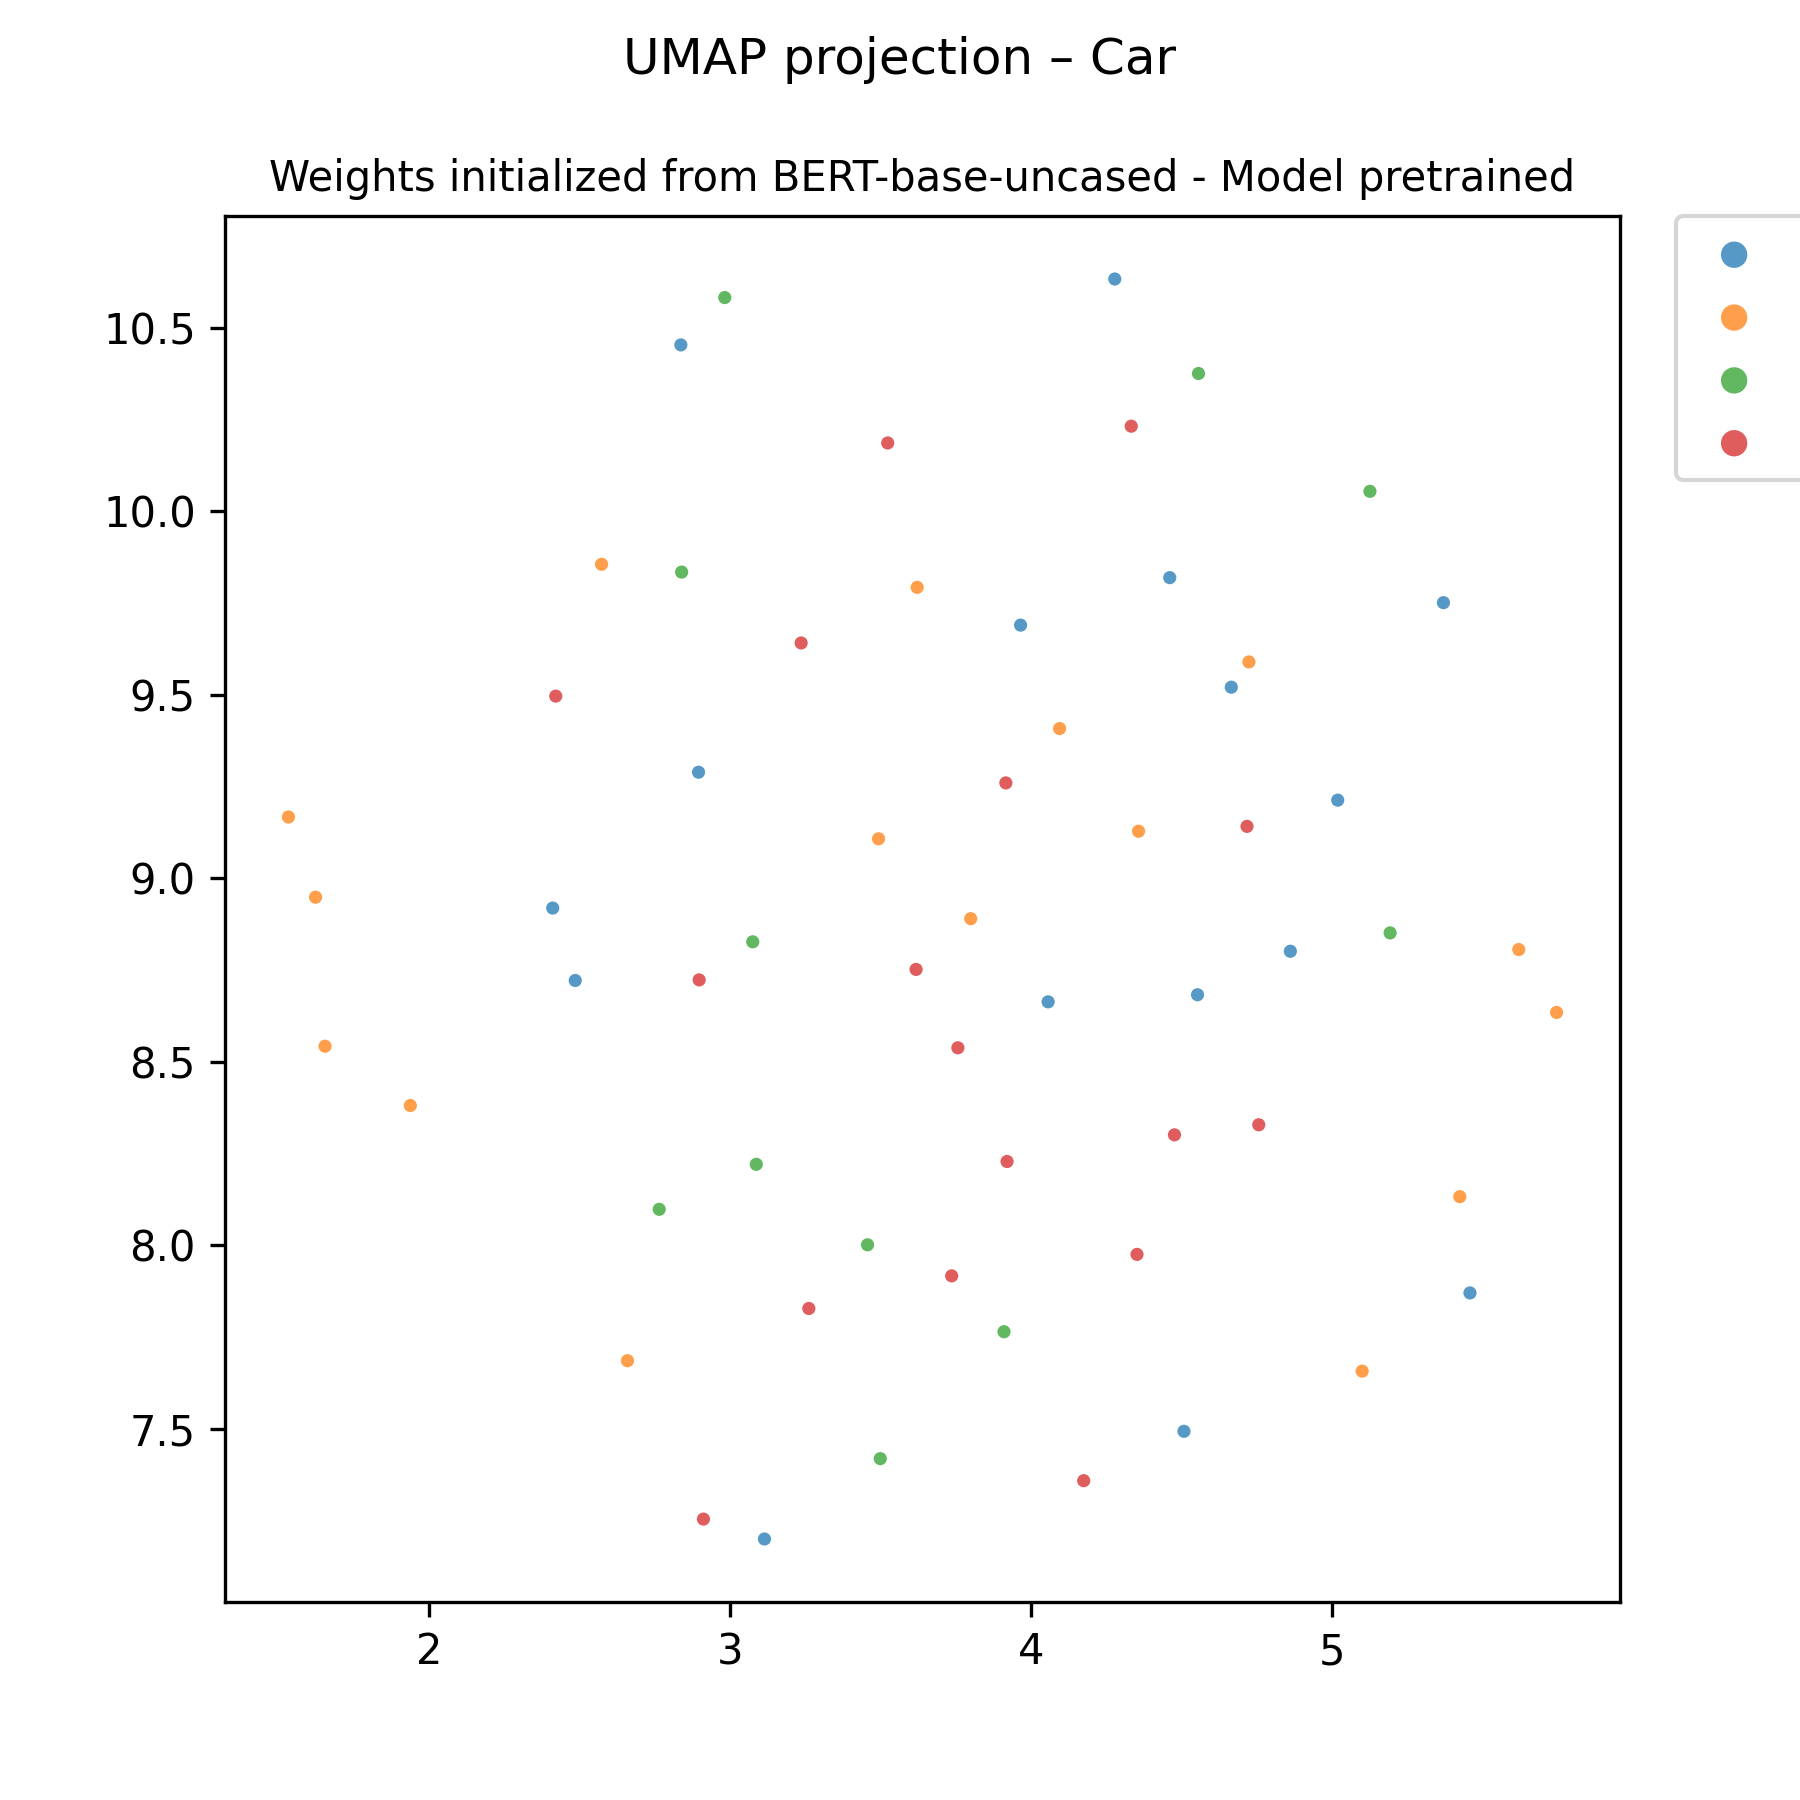 UMAP projection – Car
Weights initialized from BERT-base-uncased - Model pretrained
10.5
10.0
9.5
9.0
8.5
8.0
7.5
2 3 4 5